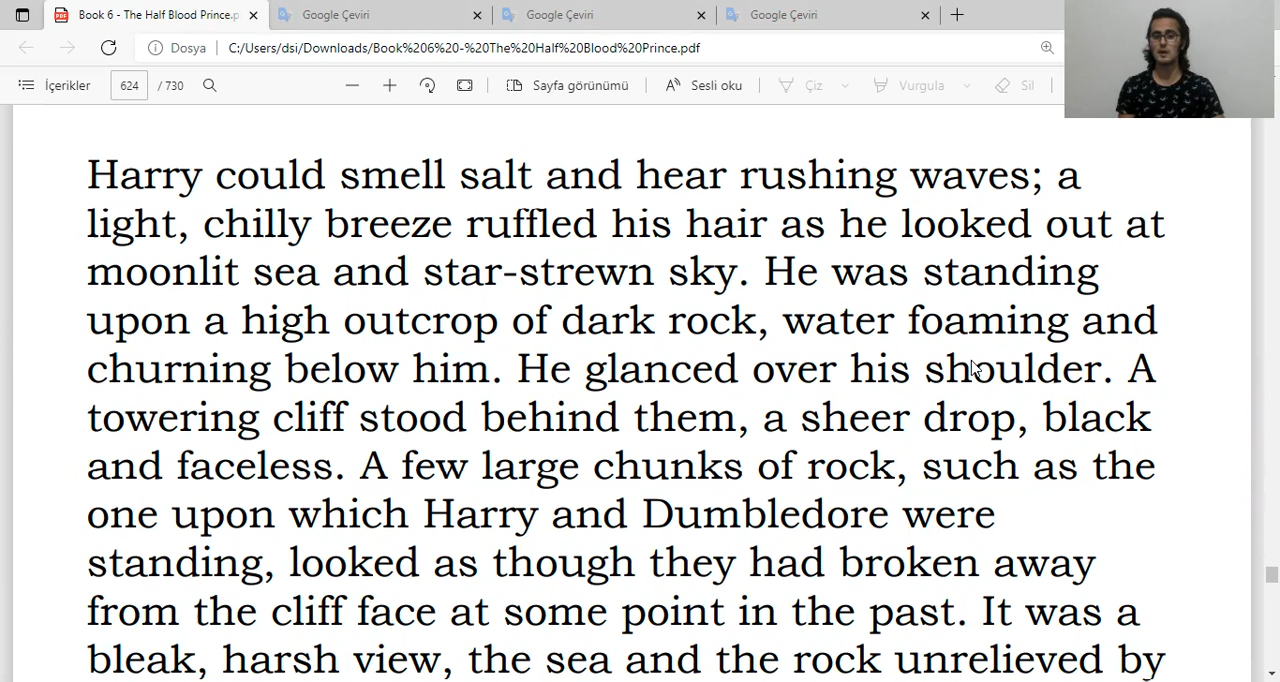 Book 6 - The Half Blood Prince.p
Google Çeviri
Google Çeviri
Google Çeviri
Dosya
C:/Users/dsi/Downloads/Book%206%20-%20The%20Half%20Blood%20Prince.pdf
İçerikler
624 / 730
Sayfa görünümü
Sesli oku
Çiz
Vurgula
Sil
Harry could smell salt and hear rushing waves; a
light, chilly breeze ruffled his hair as he looked out at
moonlit sea and star-strewn sky. He was standing
upon a high outcrop of dark rock, water foaming and
churning below him. He glanced over his shoulder. A
towering cliff stood behind them, a sheer drop, black
and faceless. A few large chunks of rock, such as the
one upon which Harry and Dumbledore were
standing, looked as though they had broken away
from the cliff face at some point in the past. It was a
bleak, harsh view, the sea and the rock unrelieved by